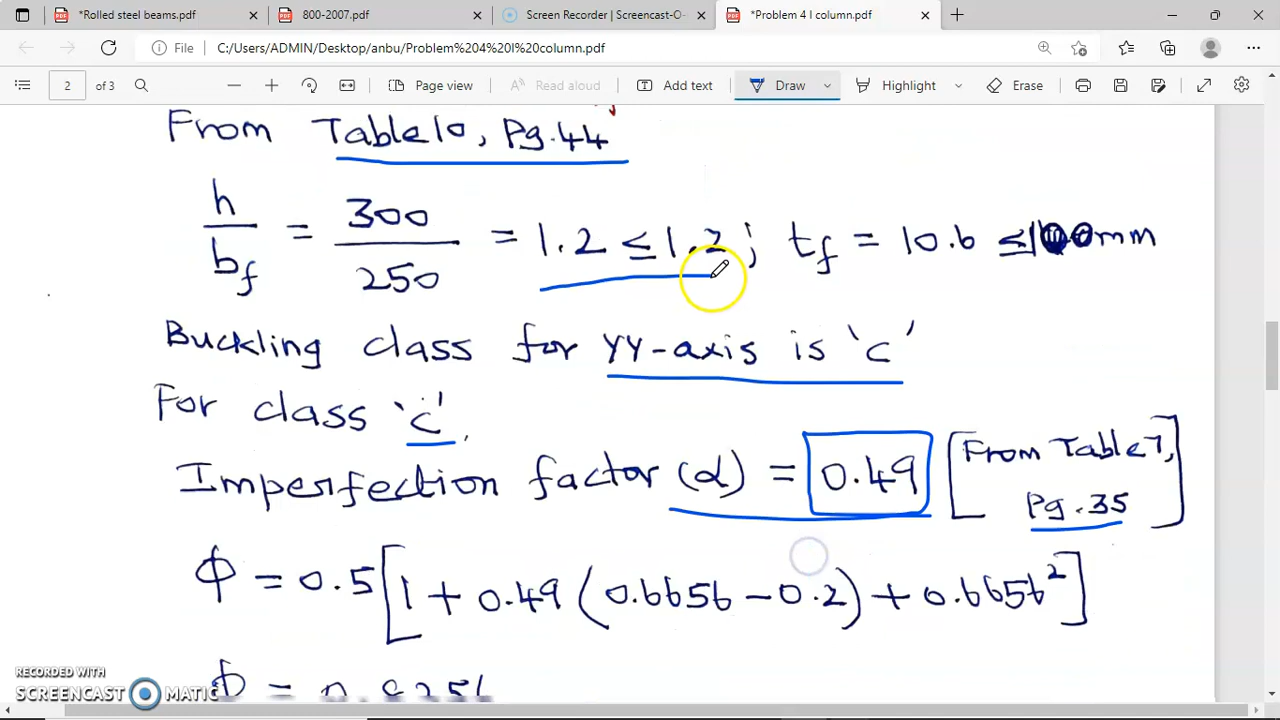 *Rolled steel beams.pdf
800-2007.pdf
Screen Recorder | Screencast-O-
*Problem 4 I column.pdf
File C:/Users/ADMIN/Desktop/anbu/Problem%204%20I%20column.pdf
2 of 3 Page view Read aloud Add text Draw Highlight Erase
From Table 10, Pg.44
h/bf = 300/250 = 1.2 ≤ 1.2; tf = 10.6 ≤ 100mm
Buckling class for YY-axis is 'c'
For class 'c',
Imperfection factor (α) = 0.49 [From Table 7,
Pg.35]
Φ = 0.5[1 + 0.49(0.6656 - 0.2) + 0.6656²]
Φ =
RECORDED WITH
SCREENCAST MATIC